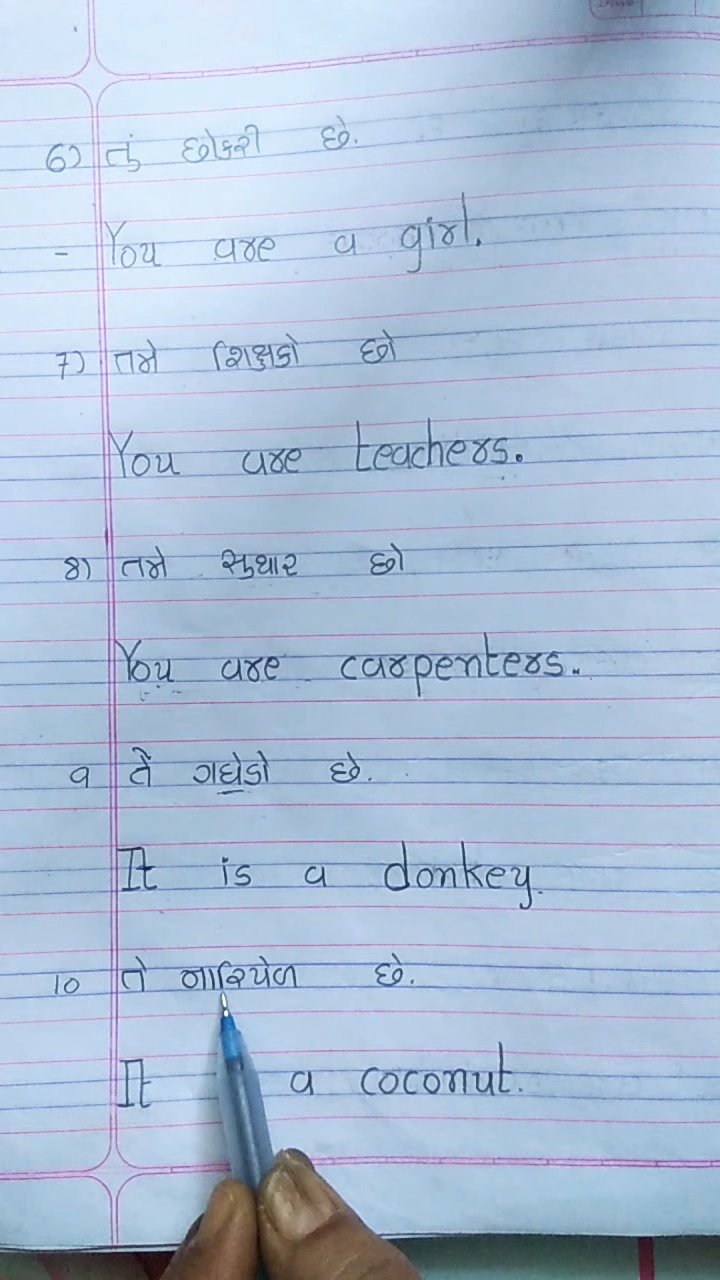 6) તું છોકરી છે.
- You are a girl.
7) તમે શિક્ષકો છો
You are teachers.
8) તમે સુથાર છો
You are carpenters.
9 તે ગધેડો છે.
It is a donkey.
10 તે નારિયેળ છે.
It a coconut.